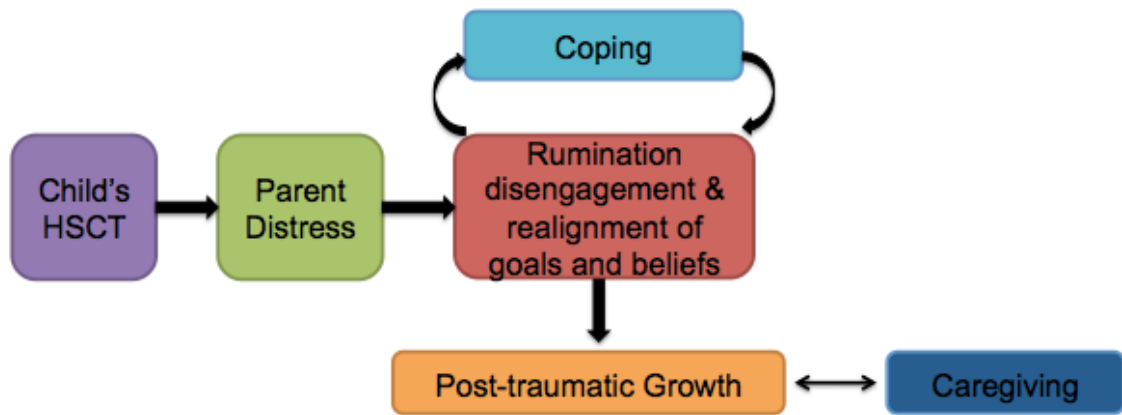 Coping
Child's
HSCT
Parent
Distress
Rumination
disengagement &
realignment of
goals and beliefs
Post-traumatic Growth
Caregiving